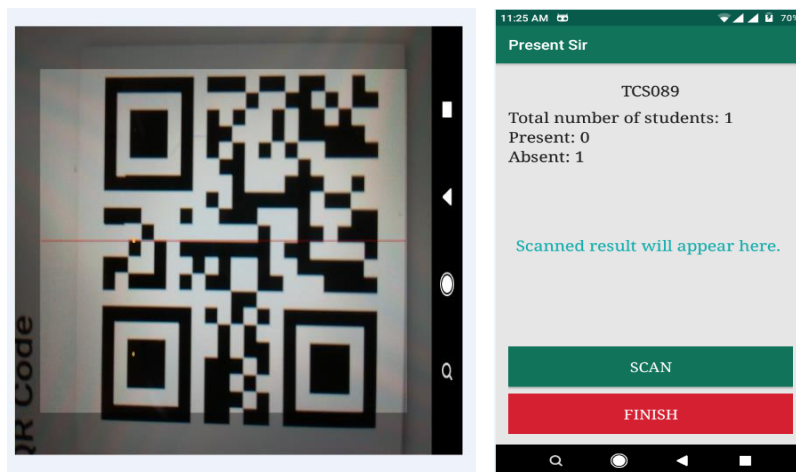 QR Code
11:25 AM
70%
Present Sir
TCS089
Total number of students: 1
Present: 0
Absent: 1
Scanned result will appear here.
SCAN
FINISH